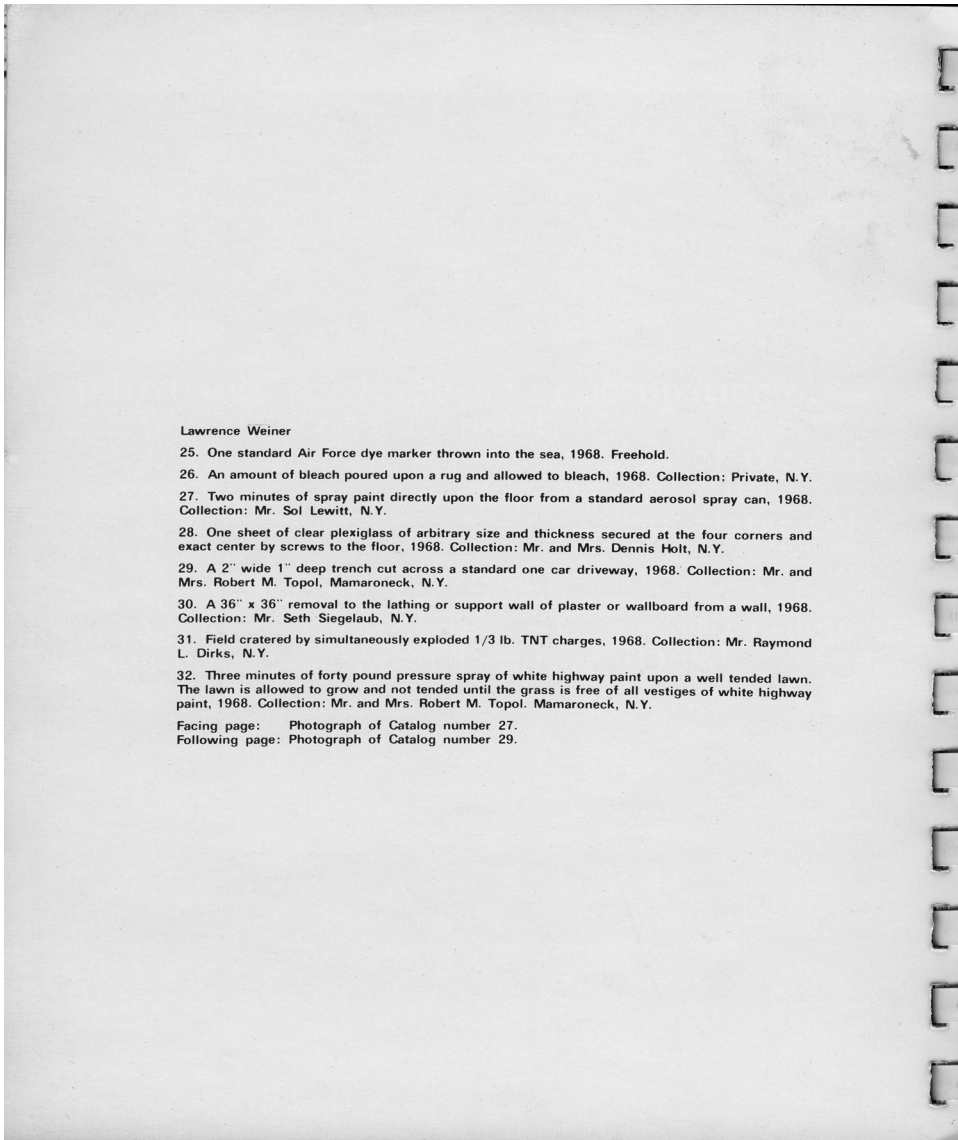 Lawrence Weiner
25. One standard Air Force dye marker thrown into the sea, 1968. Freehold.
26. An amount of bleach poured upon a rug and allowed to bleach, 1968. Collection: Private, N.Y.
27. Two minutes of spray paint directly upon the floor from a standard aerosol spray can, 1968.
Collection: Mr. Sol Lewitt, N.Y.
28. One sheet of clear plexiglass of arbitrary size and thickness secured at the four corners and
exact center by screws to the floor, 1968. Collection: Mr. and Mrs. Dennis Holt, N.Y.
29. A 2" wide 1" deep trench cut across a standard one car driveway, 1968. Collection: Mr. and
Mrs. Robert M. Topol, Mamaroneck, N.Y.
30. A 36" x 36" removal to the lathing or support wall of plaster or wallboard from a wall, 1968.
Collection: Mr. Seth Siegelaub, N.Y.
31. Field cratered by simultaneously exploded 1/3 lb. TNT charges, 1968. Collection: Mr. Raymond
L. Dirks, N.Y.
32. Three minutes of forty pound pressure spray of white highway paint upon a well tended lawn.
The lawn is allowed to grow and not tended until the grass is free of all vestiges of white highway
paint, 1968. Collection: Mr. and Mrs. Robert M. Topol. Mamaroneck, N.Y.
Facing page: Photograph of Catalog number 27.
Following page: Photograph of Catalog number 29.